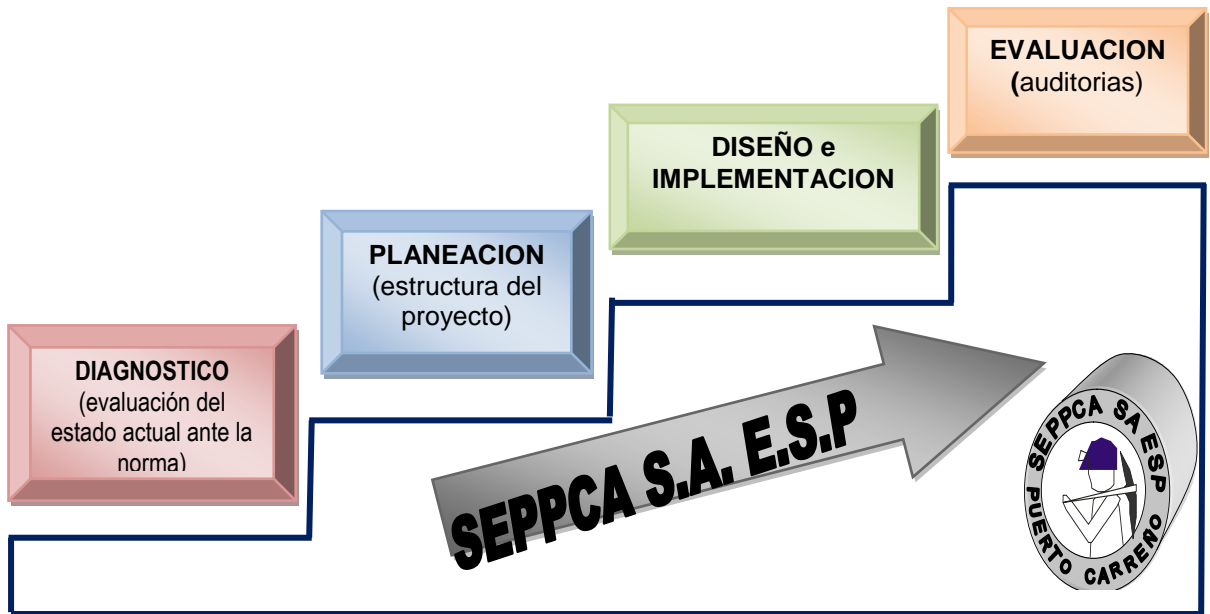 EVALUACION
(auditorias)
DISEÑO e
IMPLEMENTACION
PLANEACION
(estructura del
proyecto)
DIAGNOSTICO
(evaluación del
estado actual ante la
norma)
SEPPCA S.A. E.S.P
SEPPCA SA ESP
PUERTO CARREÑO